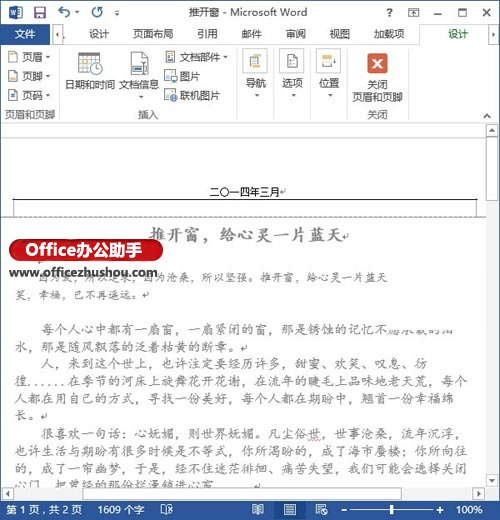 推开窗 - Microsoft Word
文件 设计 页面布局 引用 邮件 审阅 视图 加载项 设计
页眉 页脚 页码
日期和时间 文档信息 文档部件 图片 联机图片
导航 选项 位置 关闭 页眉和页脚
页眉和页脚 插入 关闭
二〇一四年三月
推开窗，给心灵一片蓝天
Office办公助手
www.officezhushou.com
因为爱，所以，因为沧桑，所以坚强。推开窗，给心灵一片蓝天
笑，幸福，已不再遥远。
每个人心中都有一扇窗，一扇紧闭的窗，那是锈蚀的记忆
水，那是随风飘落的泛着枯黄的断章。
人，来到这个世上，也许注定要经历许多，甜蜜、欢笑、叹息、彷
徨......在季节的河床上旋舞花开花谢，在流年的睫毛上品味地老天荒，每个
人都在用自己的方式，寻找一份美好，每个人都在期盼中，翘首一份幸福绵
长。
很喜欢一句话：心妩媚，则世界妩媚。凡尘俗世，世事沧桑，流年沉浮，
也许生活与期盼有很多时候是不等式，你所渴盼的，成了海市蜃楼；你所向往
的，成了一帘幽梦，于是，经不住迷茫徘徊、痛苦失望，我们可能会选择关闭
心门，把曾经的那份烂漫锁进心窗
第 1 页，共 2 页 1609 个字 100%